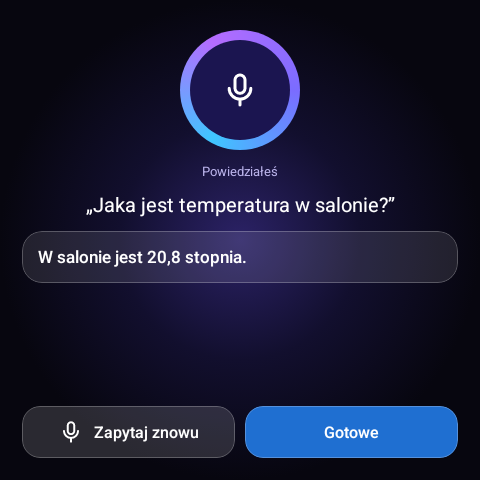 Powiedziałeś
„Jaka jest temperatura w salonie?”
W salonie jest 20,8 stopnia.
Zapytaj znowu
Gotowe